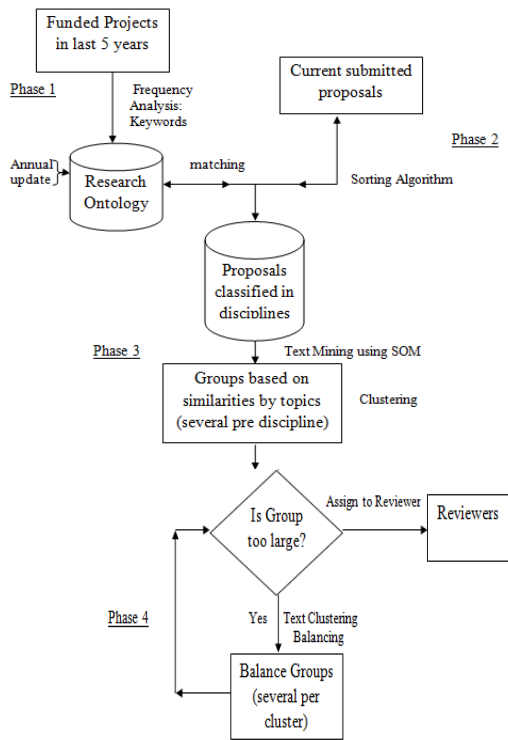 Funded Projects
in last 5 years
Phase 1
Frequency
Analysis:
Keywords
Current submitted
proposals
Phase 2
Annual
update
Research
Ontology
matching
Sorting Algorithm
Proposals
classified in
disciplines
Phase 3
Text Mining using SOM
Groups based on
similarities by topics
(several pre discipline)
Clustering
Is Group
too large?
Assign to Reviewer
Reviewers
Phase 4
Yes
Text Clustering
Balancing
Balance Groups
(several per
cluster)